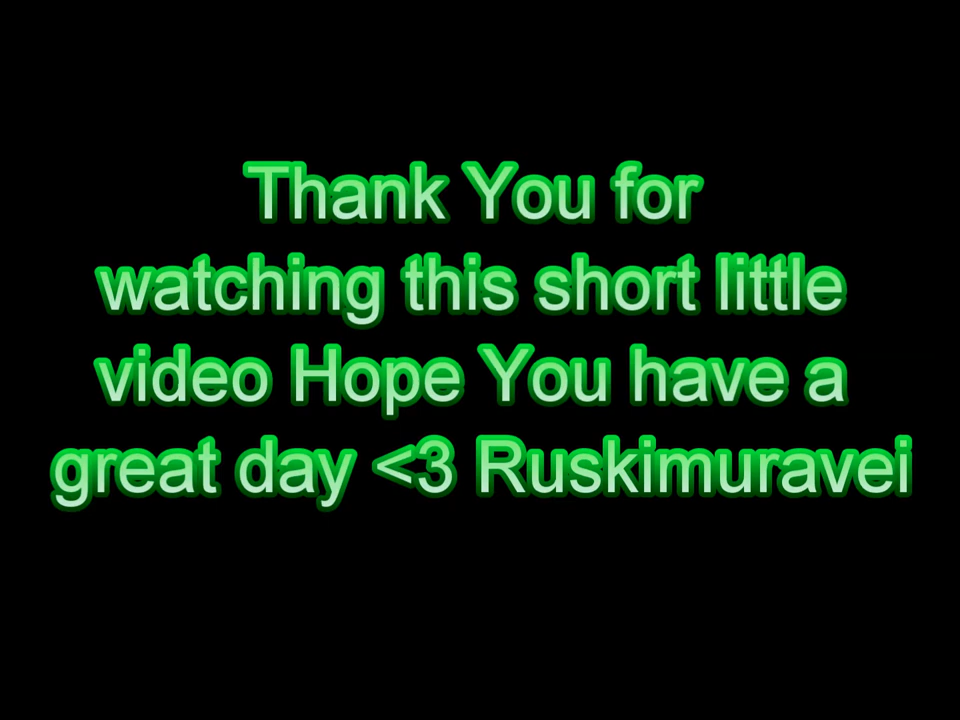 Thank You for
watching this short little
video Hope You have a
great day <3 Ruskimuravei